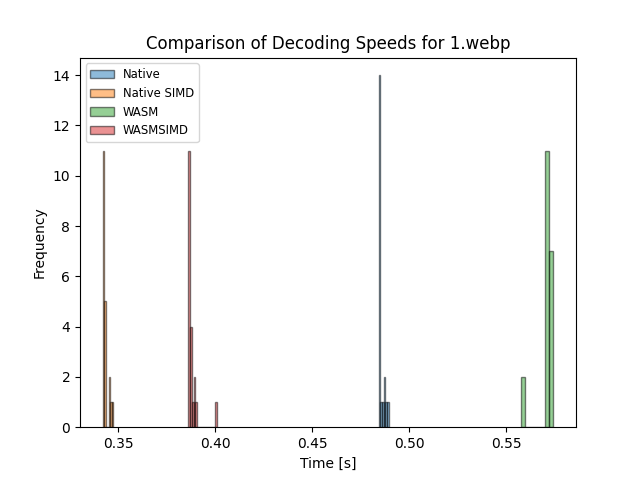 Comparison of Decoding Speeds for 1.webp
Native
Native SIMD
WASM
WASMSIMD
14
12
10
8
6
4
2
0
Frequency
0.35 0.40 0.45 0.50 0.55
Time [s]